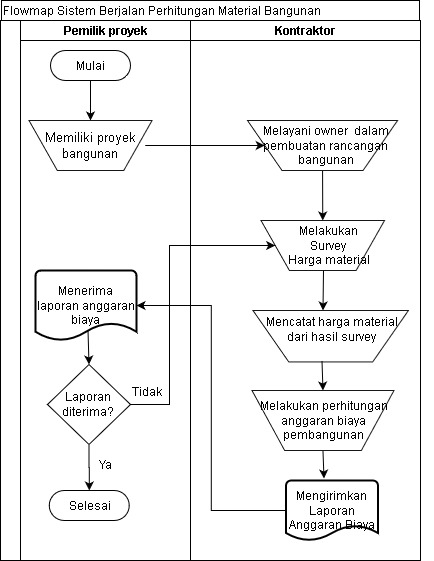 Flowmap Sistem Berjalan Perhitungan Material Bangunan
Pemilik proyek
Kontraktor
Mulai
Memiliki proyek
bangunan
Melayani owner dalam
pembuatan rancangan
bangunan
Melakukan
Survey
Harga material
Mencatat harga material
dari hasil survey
Melakukan perhitungan
anggaran biaya
pembangunan
Mengirimkan
Laporan
Anggaran Biaya
Menerima
laporan anggaran
biaya
Laporan
diterima?
Tidak
Ya
Selesai